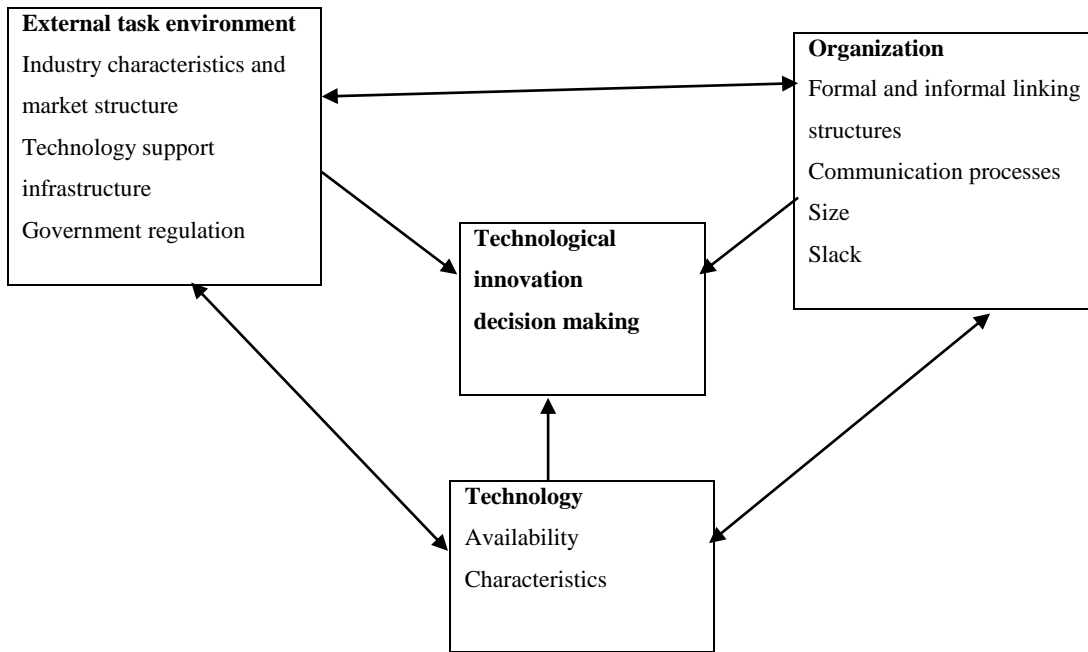 External task environment
Industry characteristics and
market structure
Technology support
infrastructure
Government regulation
Organization
Formal and informal linking
structures
Communication processes
Size
Slack
Technological
innovation
decision making
Technology
Availability
Characteristics